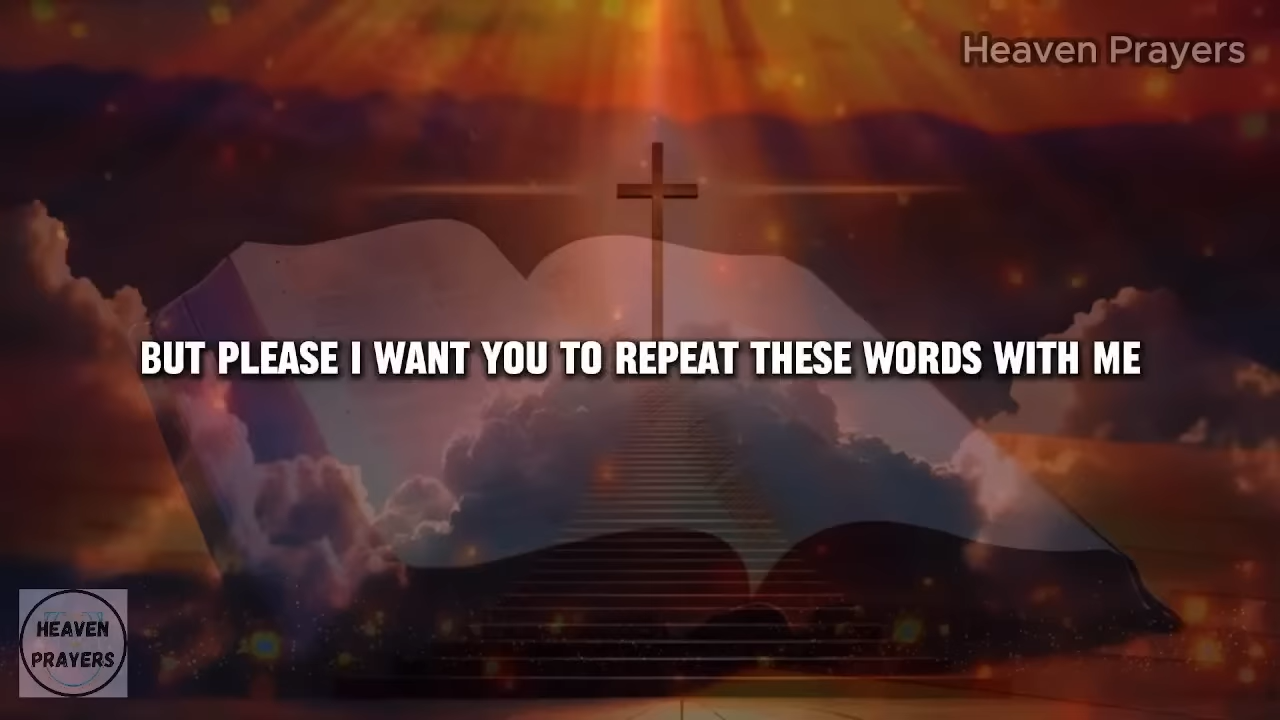 Heaven Prayers
BUT PLEASE I WANT YOU TO REPEAT THESE WORDS WITH ME
HEAVEN
PRAYERS